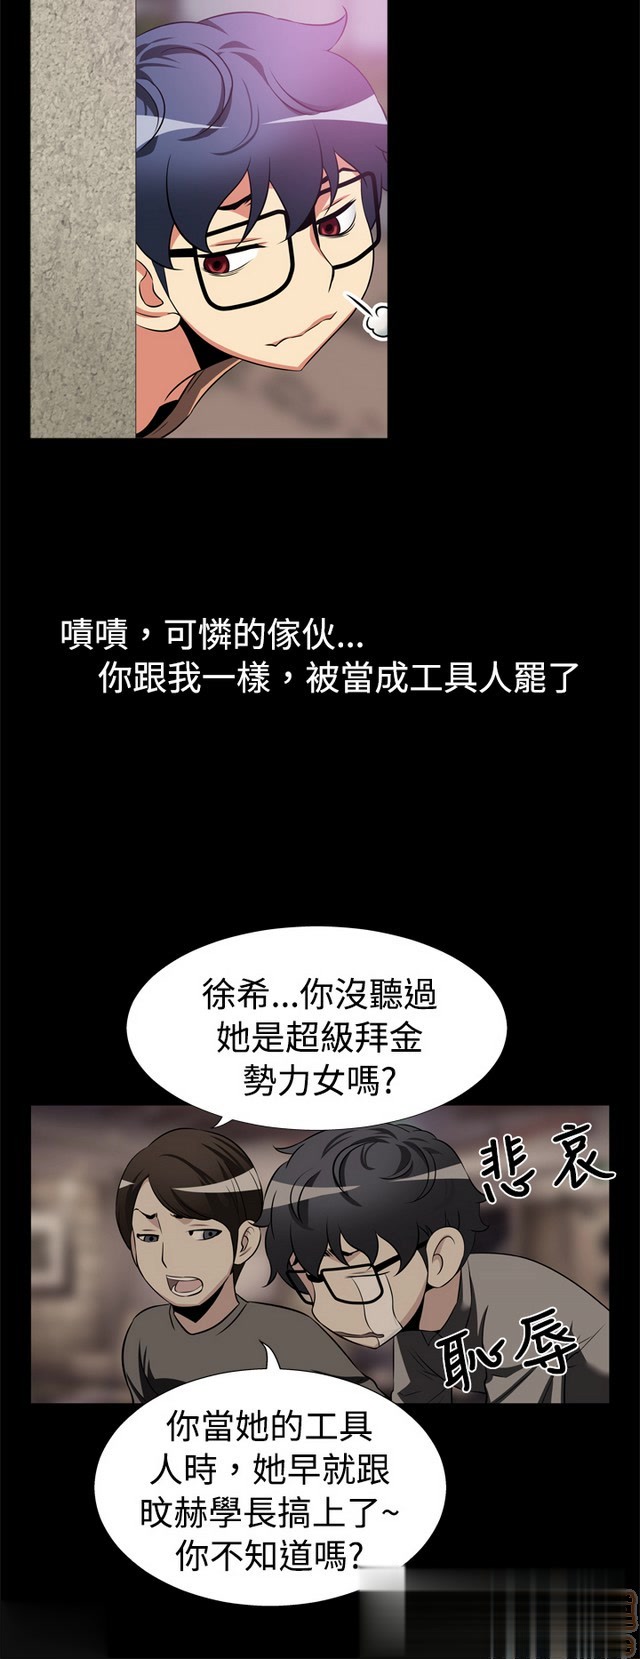 嘖嘖，可憐的傢伙...
你跟我一樣，被當成工具人罷了
徐希...你沒聽過
她是超級拜金
勢力女嗎?
悲哀
恥辱
你當她的工具
人時，她早就跟
旼赫學長搞上了~
你不知道嗎?